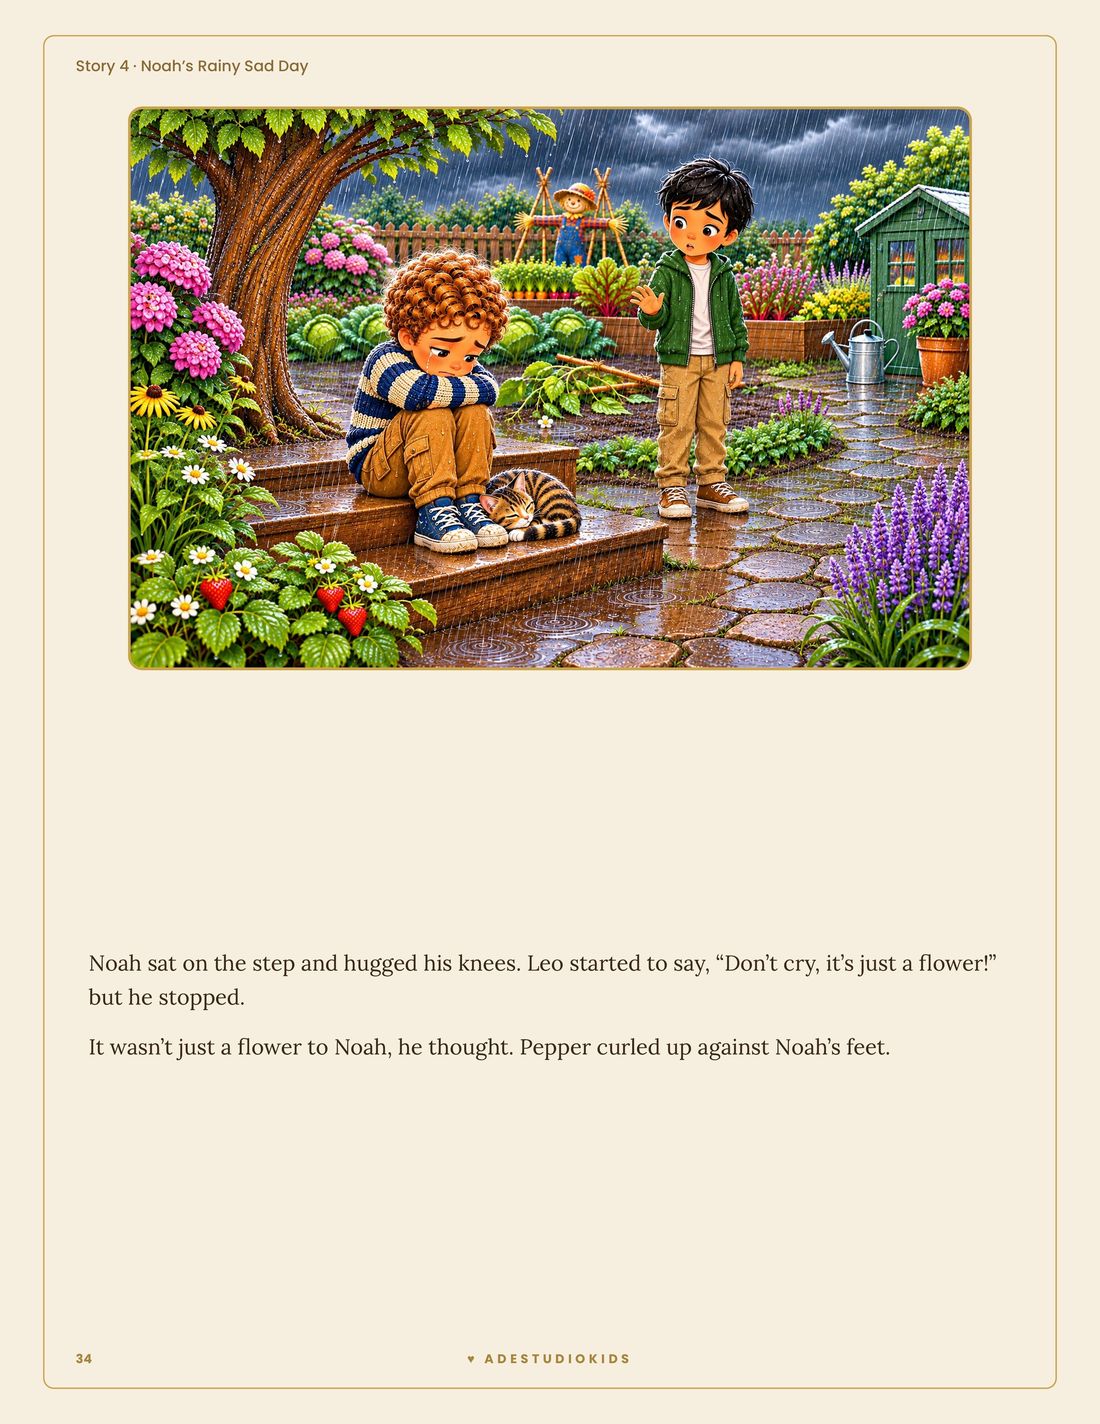 Story 4 · Noah’s Rainy Sad Day
Noah sat on the step and hugged his knees. Leo started to say, “Don’t cry, it’s just a flower!”
but he stopped.
It wasn’t just a flower to Noah, he thought. Pepper curled up against Noah’s feet.
34
♥ ADESTUDIOKIDS